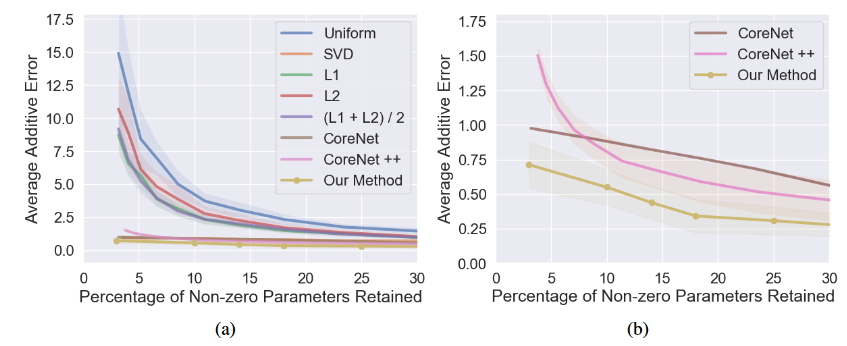 Average Additive Error
17.5
15.0
12.5
10.0
7.5
5.0
2.5
0.0
Uniform
SVD
L1
L2
(L1 + L2) / 2
CoreNet
CoreNet ++
Our Method
0 5 10 15 20 25 30
Percentage of Non-zero Parameters Retained
(a)
Average Additive Error
1.75
1.50
1.25
1.00
0.75
0.50
0.25
0.00
CoreNet
CoreNet ++
Our Method
0 5 10 15 20 25 30
Percentage of Non-zero Parameters Retained
(b)